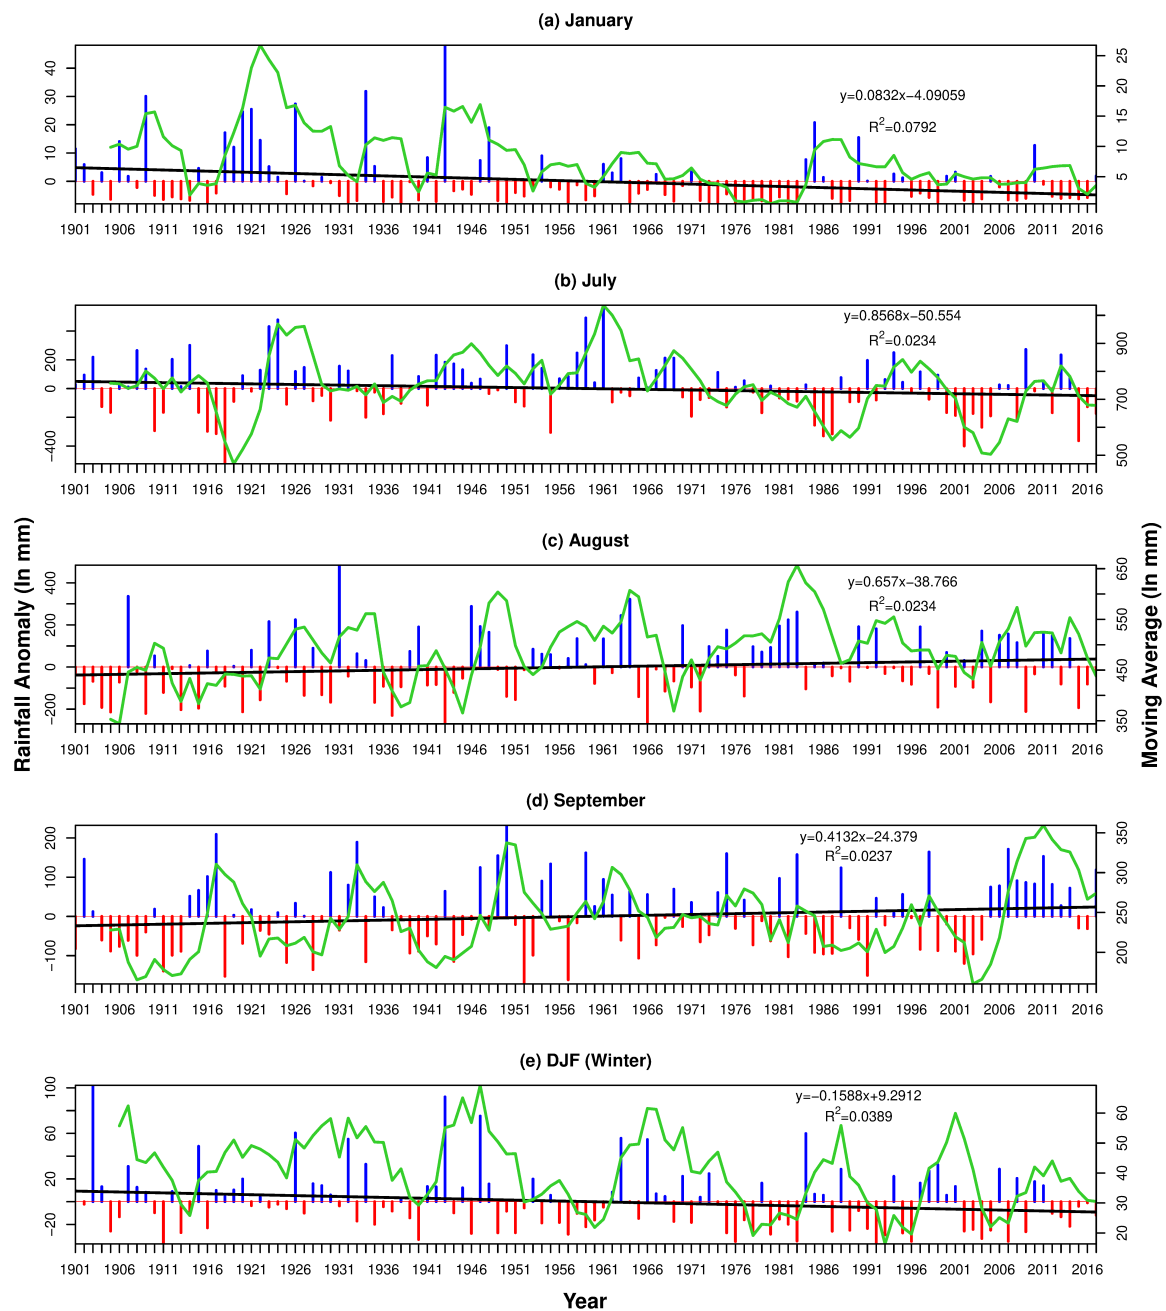 (a) January
40
30
20
10
0
25
20
15
10
5
y=0.0832x−4.09059
R²=0.0792
1901 1906 1911 1916 1921 1926 1931 1936 1941 1946 1951 1956 1961 1966 1971 1976 1981 1986 1991 1996 2001 2006 2011 2016
(b) July
200
0
−400
900
700
500
y=0.8568x−50.554
R²=0.0234
1901 1906 1911 1916 1921 1926 1931 1936 1941 1946 1951 1956 1961 1966 1971 1976 1981 1986 1991 1996 2001 2006 2011 2016
Rainfall Anomaly (In mm)
Moving Average (In mm)
(c) August
400
200
0
−200
650
550
450
350
y=0.657x−38.766
R²=0.0234
1901 1906 1911 1916 1921 1926 1931 1936 1941 1946 1951 1956 1961 1966 1971 1976 1981 1986 1991 1996 2001 2006 2011 2016
(d) September
200
100
0
−100
350
300
250
200
y=0.4132x−24.379
R²=0.0237
1901 1906 1911 1916 1921 1926 1931 1936 1941 1946 1951 1956 1961 1966 1971 1976 1981 1986 1991 1996 2001 2006 2011 2016
(e) DJF (Winter)
100
60
20
−20
60
50
40
30
20
y=−0.1588x+9.2912
R²=0.0389
1901 1906 1911 1916 1921 1926 1931 1936 1941 1946 1951 1956 1961 1966 1971 1976 1981 1986 1991 1996 2001 2006 2011 2016
Year